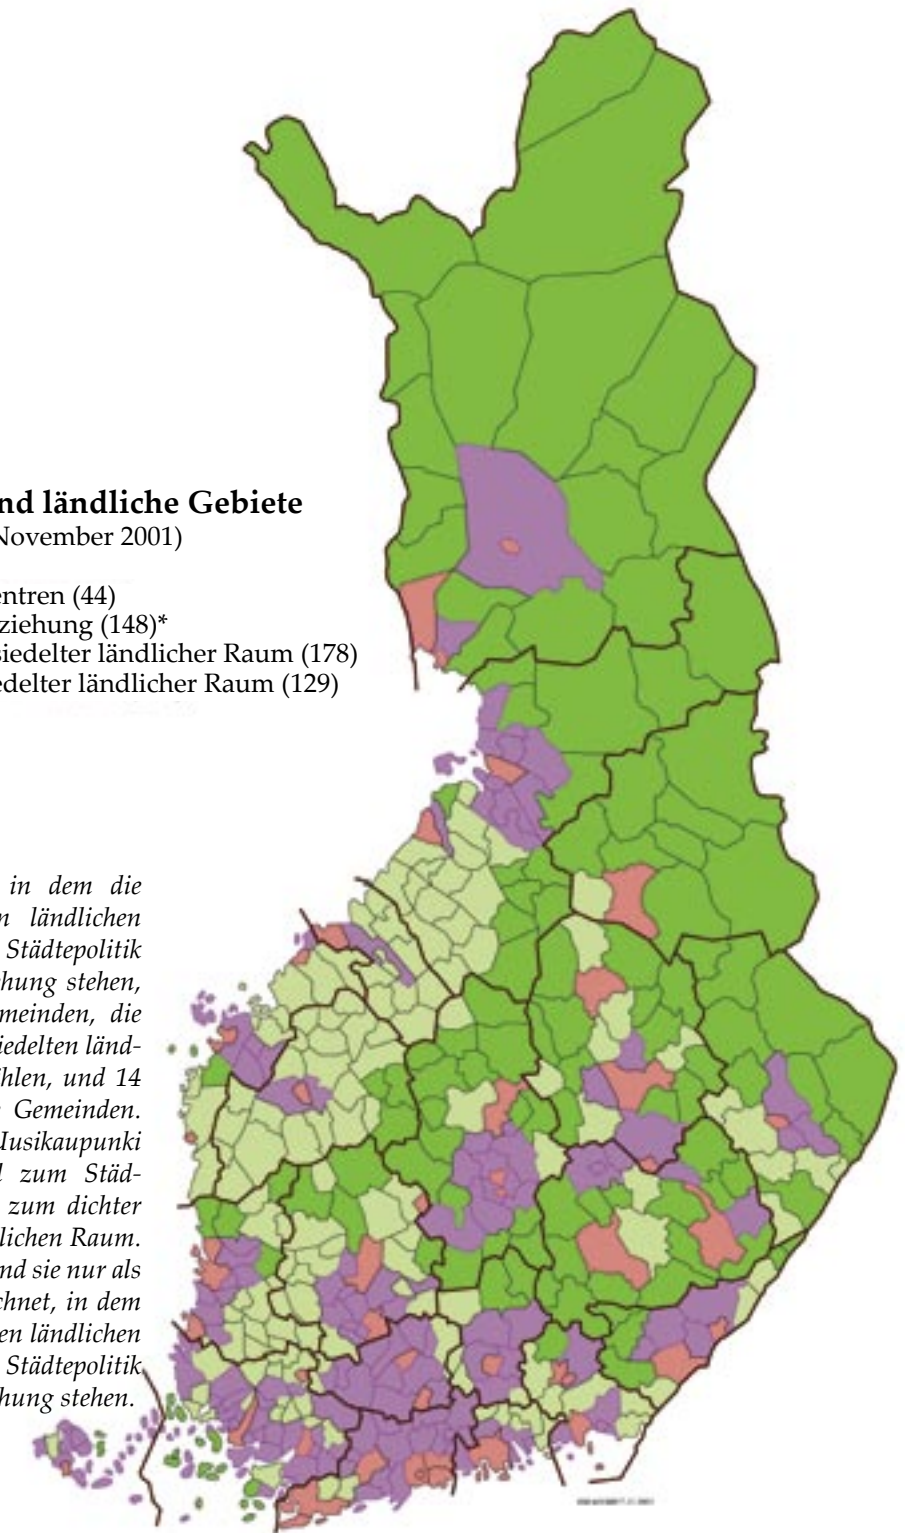 nd ländliche Gebiete
November 2001)
entren (44)
ziehung (148)*
siedelter ländlicher Raum (178)
edelter ländlicher Raum (129)
in dem die
n ländlichen
Städtepolitik
hung stehen,
meinden, die
iedelten länd-
hlen, und 14
Gemeinden.
Uusikaupunki
l zum Städ-
zum dichter
lichen Raum.
nd sie nur als
chnet, in dem
en ländlichen
Städtepolitik
hung stehen.